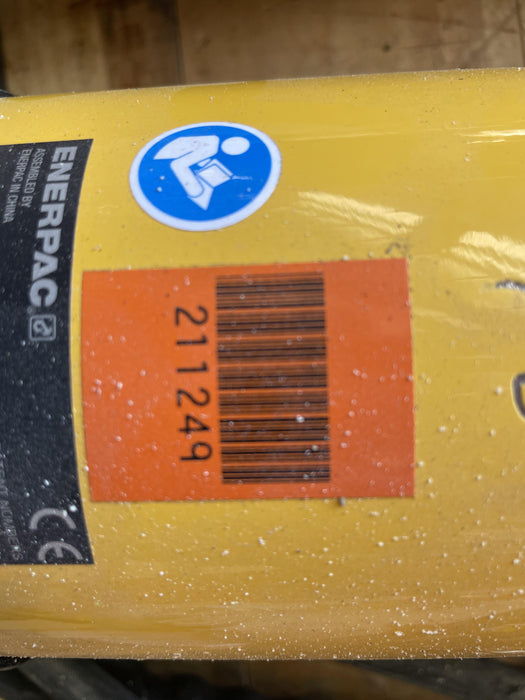 ENERPAC
ASSEMBLED BY
ENERPAC IN CHINA
CE
211249